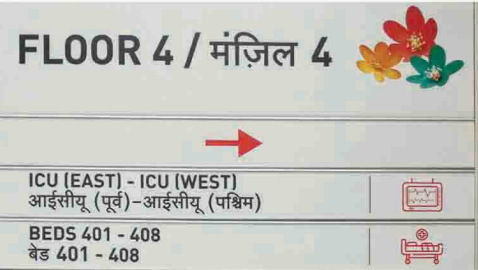 FLOOR 4 / मंज़िल 4
ICU (EAST) - ICU (WEST)
आईसीयू (पूर्व)-आईसीयू (पश्चिम)
BEDS 401 - 408
बेड 401 - 408